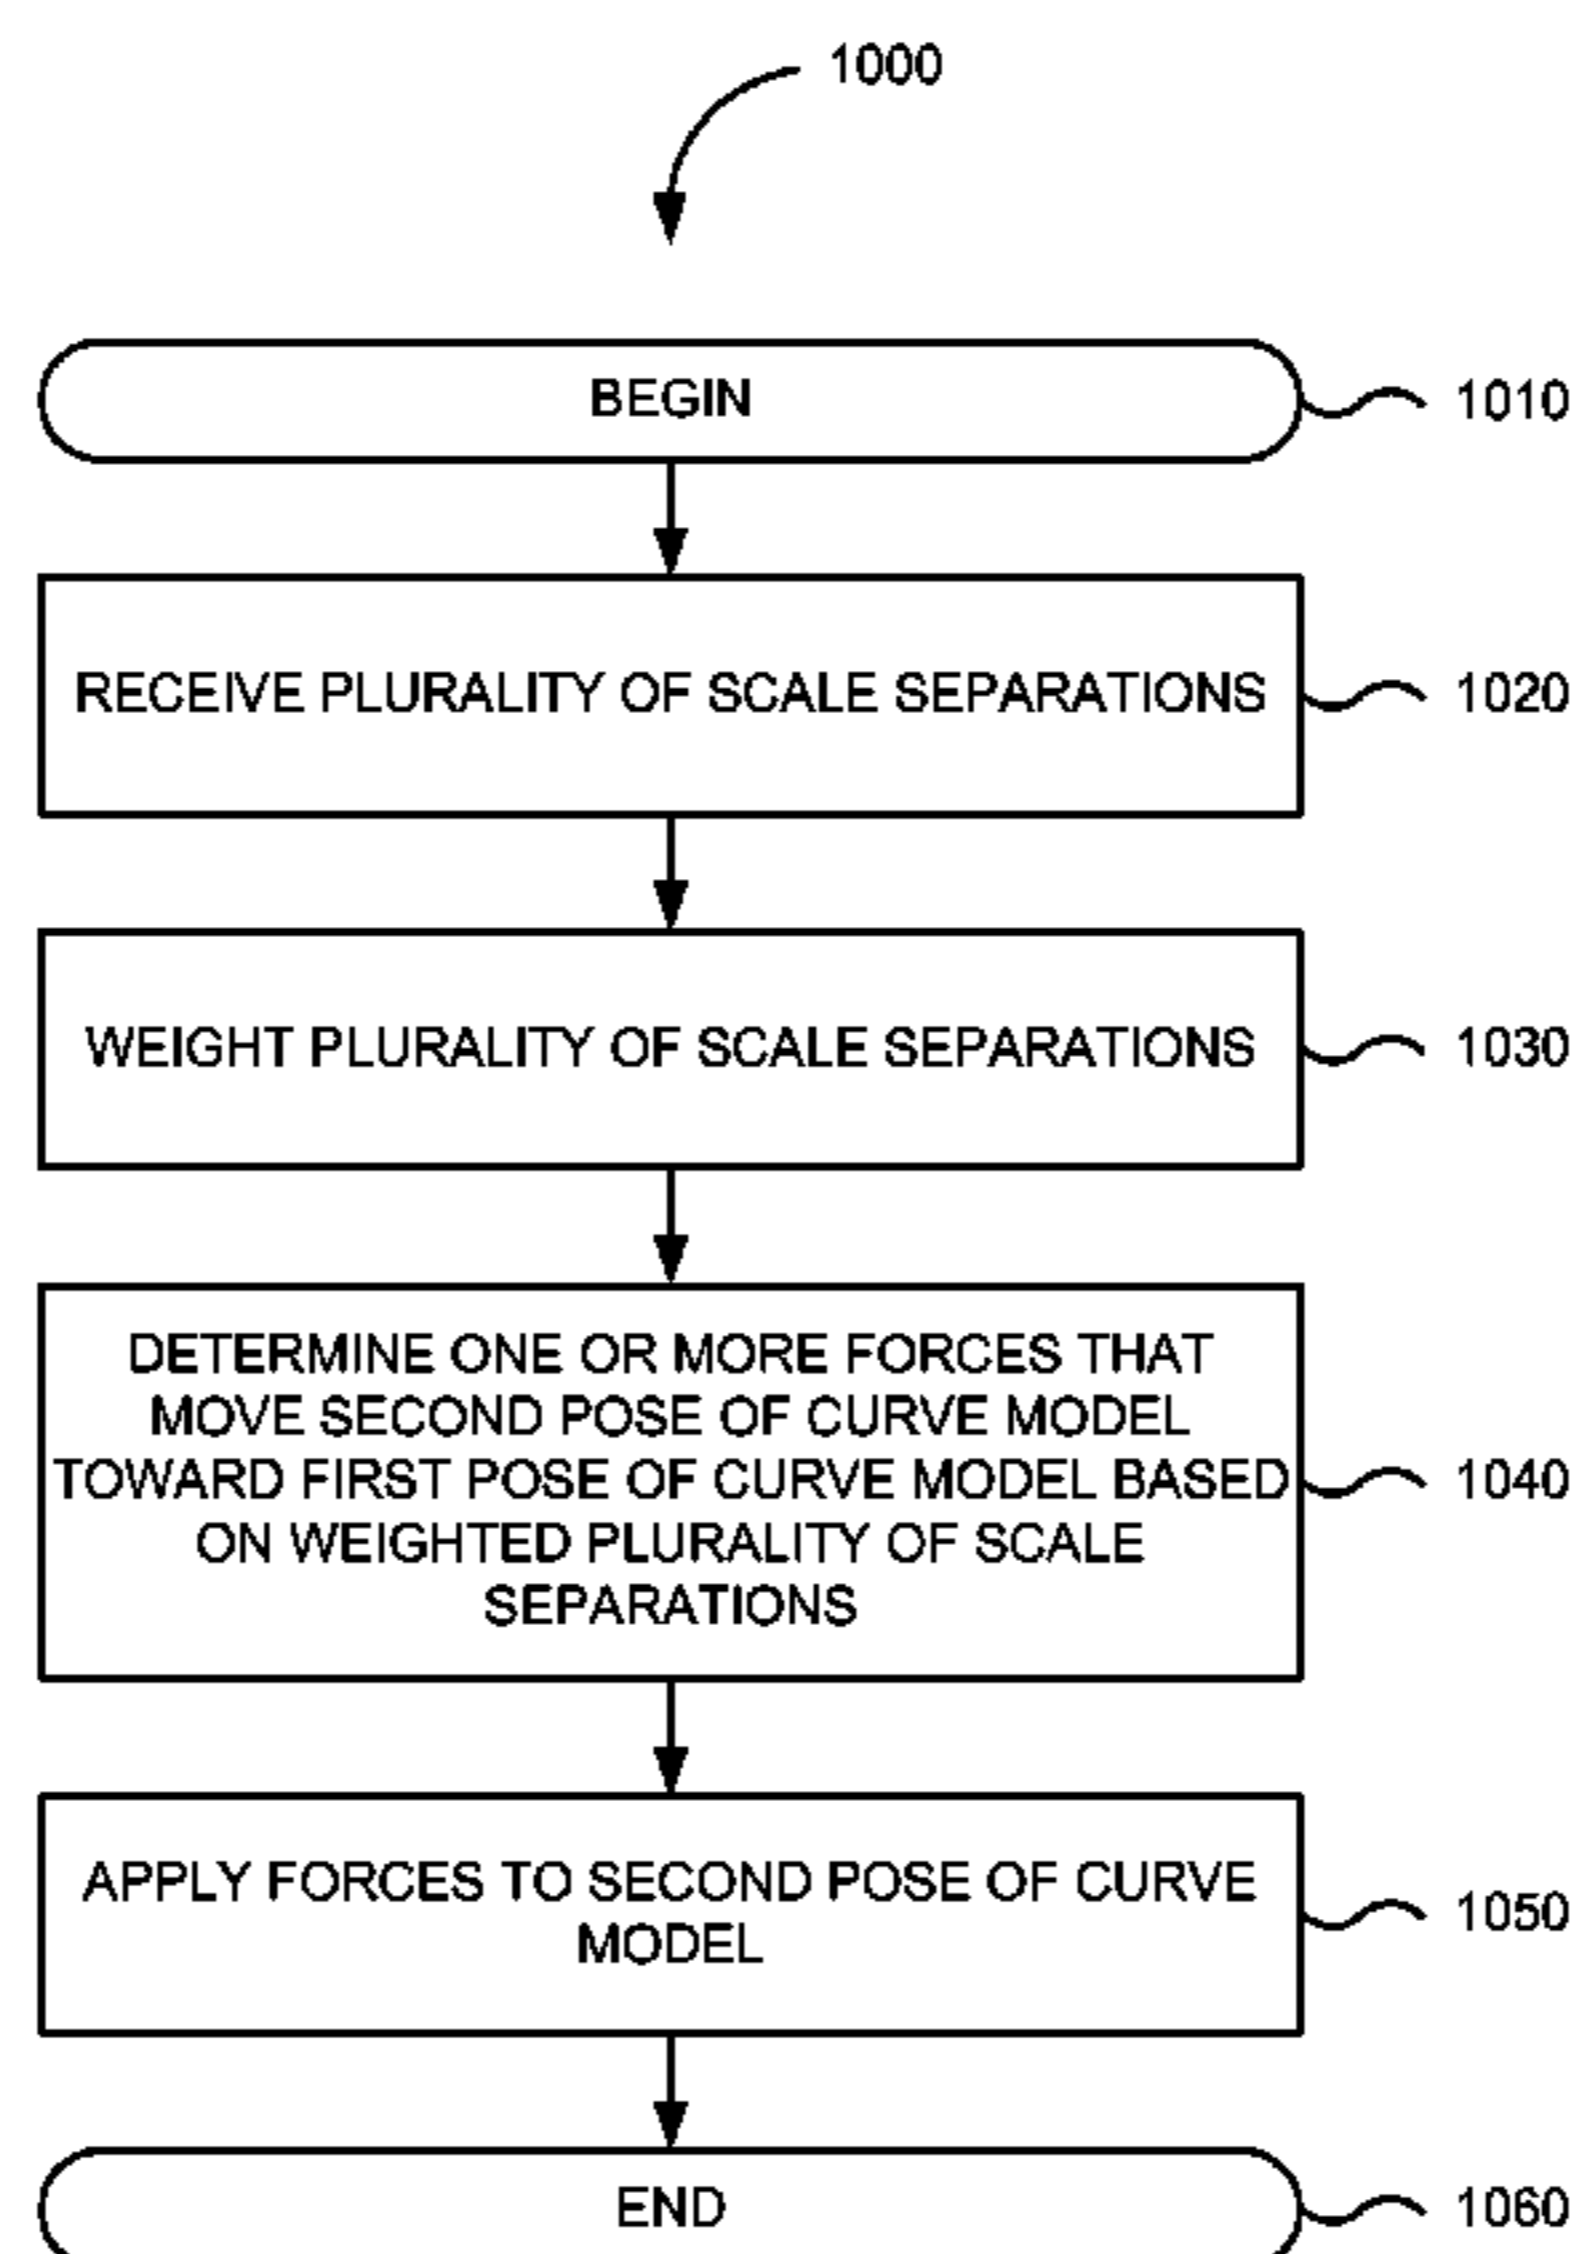 1000
BEGIN
1010
RECEIVE PLURALITY OF SCALE SEPARATIONS
1020
WEIGHT PLURALITY OF SCALE SEPARATIONS
1030
DETERMINE ONE OR MORE FORCES THAT
MOVE SECOND POSE OF CURVE MODEL
TOWARD FIRST POSE OF CURVE MODEL BASED
ON WEIGHTED PLURALITY OF SCALE
SEPARATIONS
1040
APPLY FORCES TO SECOND POSE OF CURVE
MODEL
1050
END
1060